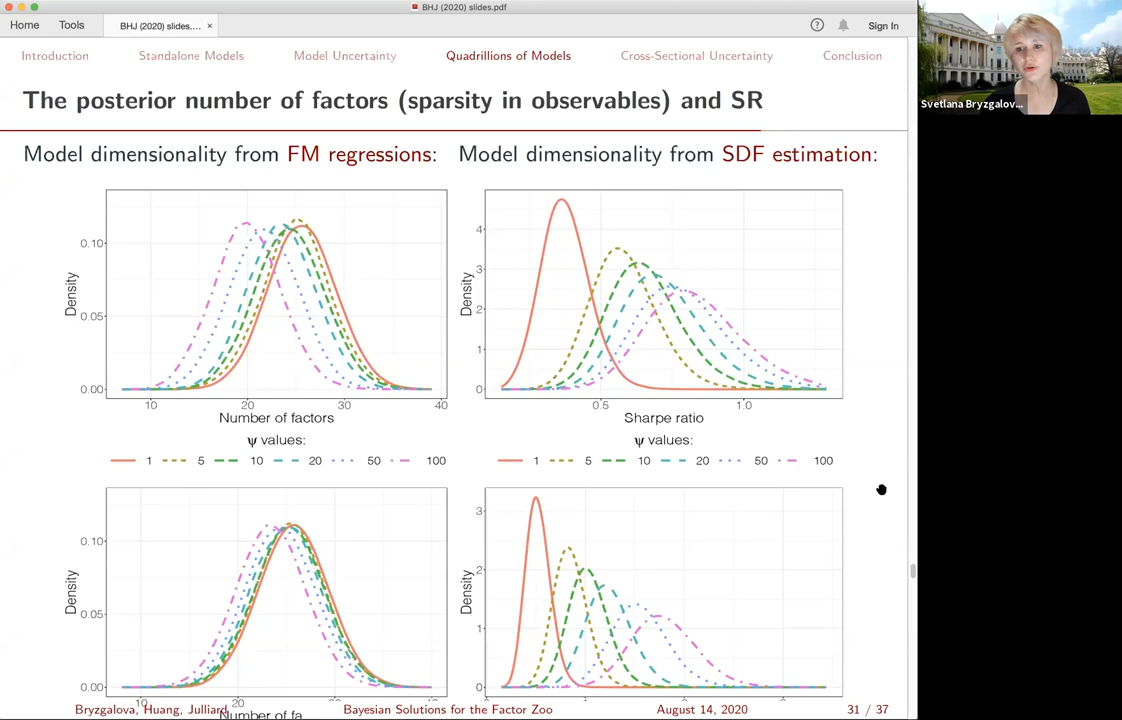 BHJ (2020) slides.pdf
Home Tools BHJ (2020) slides.... × Sign In
Introduction Standalone Models Model Uncertainty Quadrillions of Models Cross-Sectional Uncertainty Conclusion
Svetlana Bryzgalov...
The posterior number of factors (sparsity in observables) and SR
Model dimensionality from FM regressions: Model dimensionality from SDF estimation:
Density
0.10
0.05
0.00
10 20 30 40
Number of factors
ψ values:
1 5 10 20 50 100
Density
4
3
2
1
0
0.5 1.0
Sharpe ratio
ψ values:
1 5 10 20 50 100
Density
0.10
0.05
0.00
10 20
Number of fa
Density
3
2
1
0
Bryzgalova, Huang, Julliard Bayesian Solutions for the Factor Zoo August 14, 2020 31 / 37